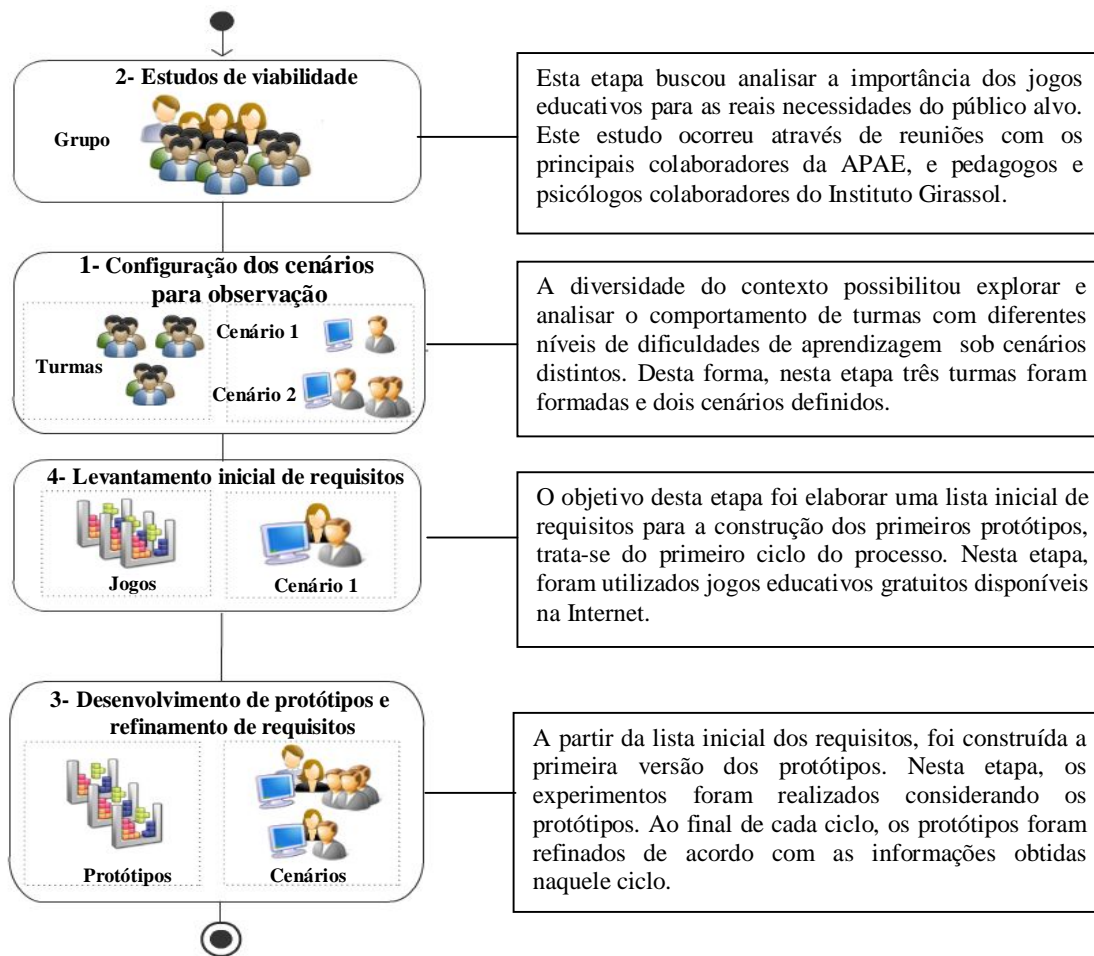 2- Estudos de viabilidade
Grupo
Esta etapa buscou analisar a importância dos jogos
educativos para as reais necessidades do público alvo.
Este estudo ocorreu através de reuniões com os
principais colaboradores da APAE, e pedagogos e
psicólogos colaboradores do Instituto Girassol.
1- Configuração dos cenários
para observação
Turmas
Cenário 1
Cenário 2
A diversidade do contexto possibilitou explorar e
analisar o comportamento de turmas com diferentes
níveis de dificuldades de aprendizagem sob cenários
distintos. Desta forma, nesta etapa três turmas foram
formadas e dois cenários definidos.
4- Levantamento inicial de requisitos
Jogos
Cenário 1
O objetivo desta etapa foi elaborar uma lista inicial de
requisitos para a construção dos primeiros protótipos,
trata-se do primeiro ciclo do processo. Nesta etapa,
foram utilizados jogos educativos gratuitos disponíveis
na Internet.
3- Desenvolvimento de protótipos e
refinamento de requisitos
Protótipos
Cenários
A partir da lista inicial dos requisitos, foi construída a
primeira versão dos protótipos. Nesta etapa, os
experimentos foram realizados considerando os
protótipos. Ao final de cada ciclo, os protótipos foram
refinados de acordo com as informações obtidas
naquele ciclo.